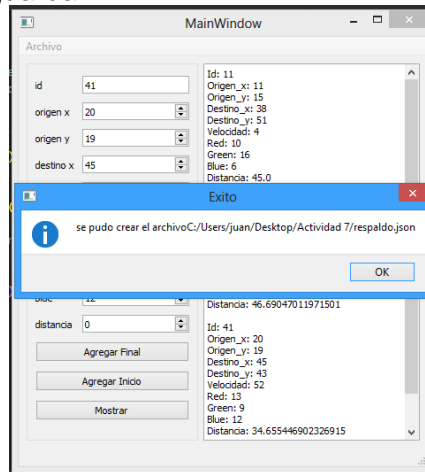 MainWindow
Archivo
id 41
origen x 20
origen y 19
destino x 45
Id: 11
Origen_x: 11
Origen_y: 15
Destino_x: 38
Destino_y: 51
Velocidad: 4
Red: 10
Green: 16
Blue: 6
Distancia: 45.0
Exito
se pudo crear el archivoC:/Users/juan/Desktop/Actividad 7/respaldo.json
OK
blue 12
distancia 0
Agregar Final
Agregar Inicio
Mostrar
Distancia: 46.69047011971501
Id: 41
Origen_x: 20
Origen_y: 19
Destino_x: 45
Destino_y: 43
Velocidad: 52
Red: 13
Green: 9
Blue: 12
Distancia: 34.655446902326915